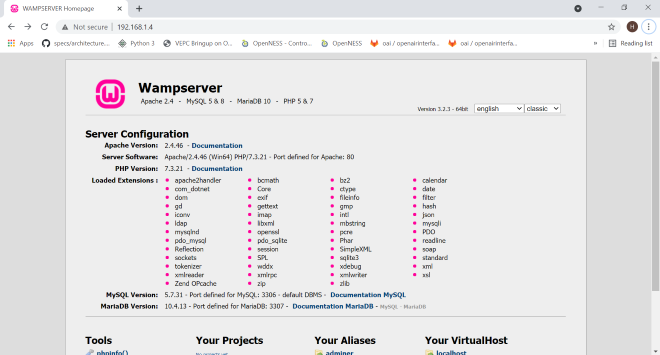 WAMPSERVER Homepage
Not secure | 192.168.1.4
H
Apps specs/architecture... Python 3 VEPC Bringup on O... OpenNESS - Contro... OpenNESS oai / openairinterfa... oai / openairinterfa... » Reading list
Wampserver
Apache 2.4 - MySQL 5 & 8 - MariaDB 10 - PHP 5 & 7
Version 3.2.3 - 64bit english classic
Server Configuration
Apache Version: 2.4.46 - Documentation
Server Software: Apache/2.4.46 (Win64) PHP/7.3.21 - Port defined for Apache: 80
PHP Version: 7.3.21 - Documentation
Loaded Extensions : apache2handler bcmath bz2 calendar
com_dotnet Core ctype date
dom exif fileinfo filter
gd gettext gmp hash
iconv imap intl json
ldap libxml mbstring mysqli
mysqlnd openssl pcre PDO
pdo_mysql pdo_sqlite Phar readline
Reflection session SimpleXML soap
sockets SPL sqlite3 standard
tokenizer wddx xdebug xml
xmlreader xmlrpc xmlwriter xsl
Zend OPcache zip zlib
MySQL Version: 5.7.31 - Port defined for MySQL: 3306 - default DBMS - Documentation MySQL
MariaDB Version: 10.4.13 - Port defined for MariaDB: 3307 - Documentation MariaDB - MySQL - MariaDB
Tools Your Projects Your Aliases Your VirtualHost
phpinfo() adminer localhost